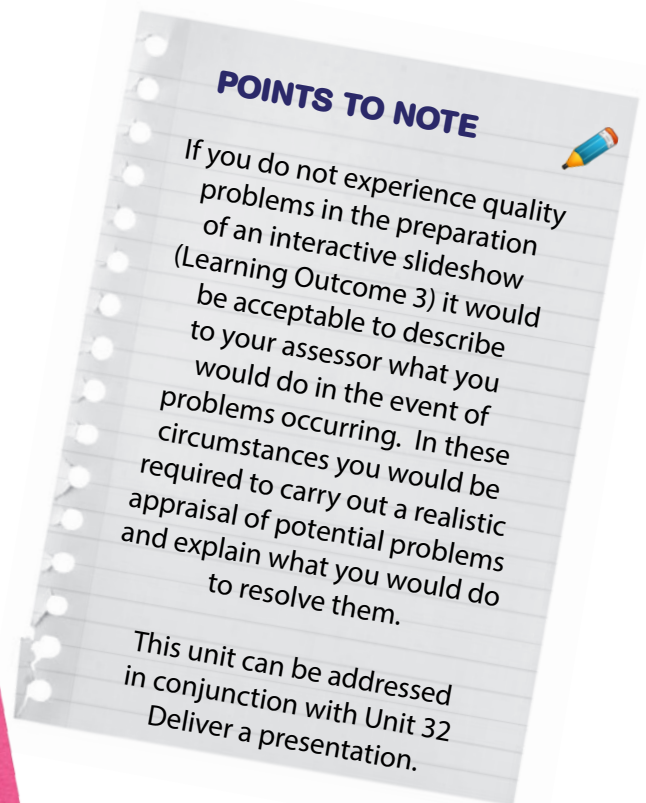 POINTS TO NOTE
If you do not experience quality
problems in the preparation
of an interactive slideshow
(Learning Outcome 3) it would
be acceptable to describe
to your assessor what you
would do in the event of
problems occurring.  In these
circumstances you would be
required to carry out a realistic
appraisal of potential problems
and explain what you would do
to resolve them.
This unit can be addressed
in conjunction with Unit 32
Deliver a presentation.